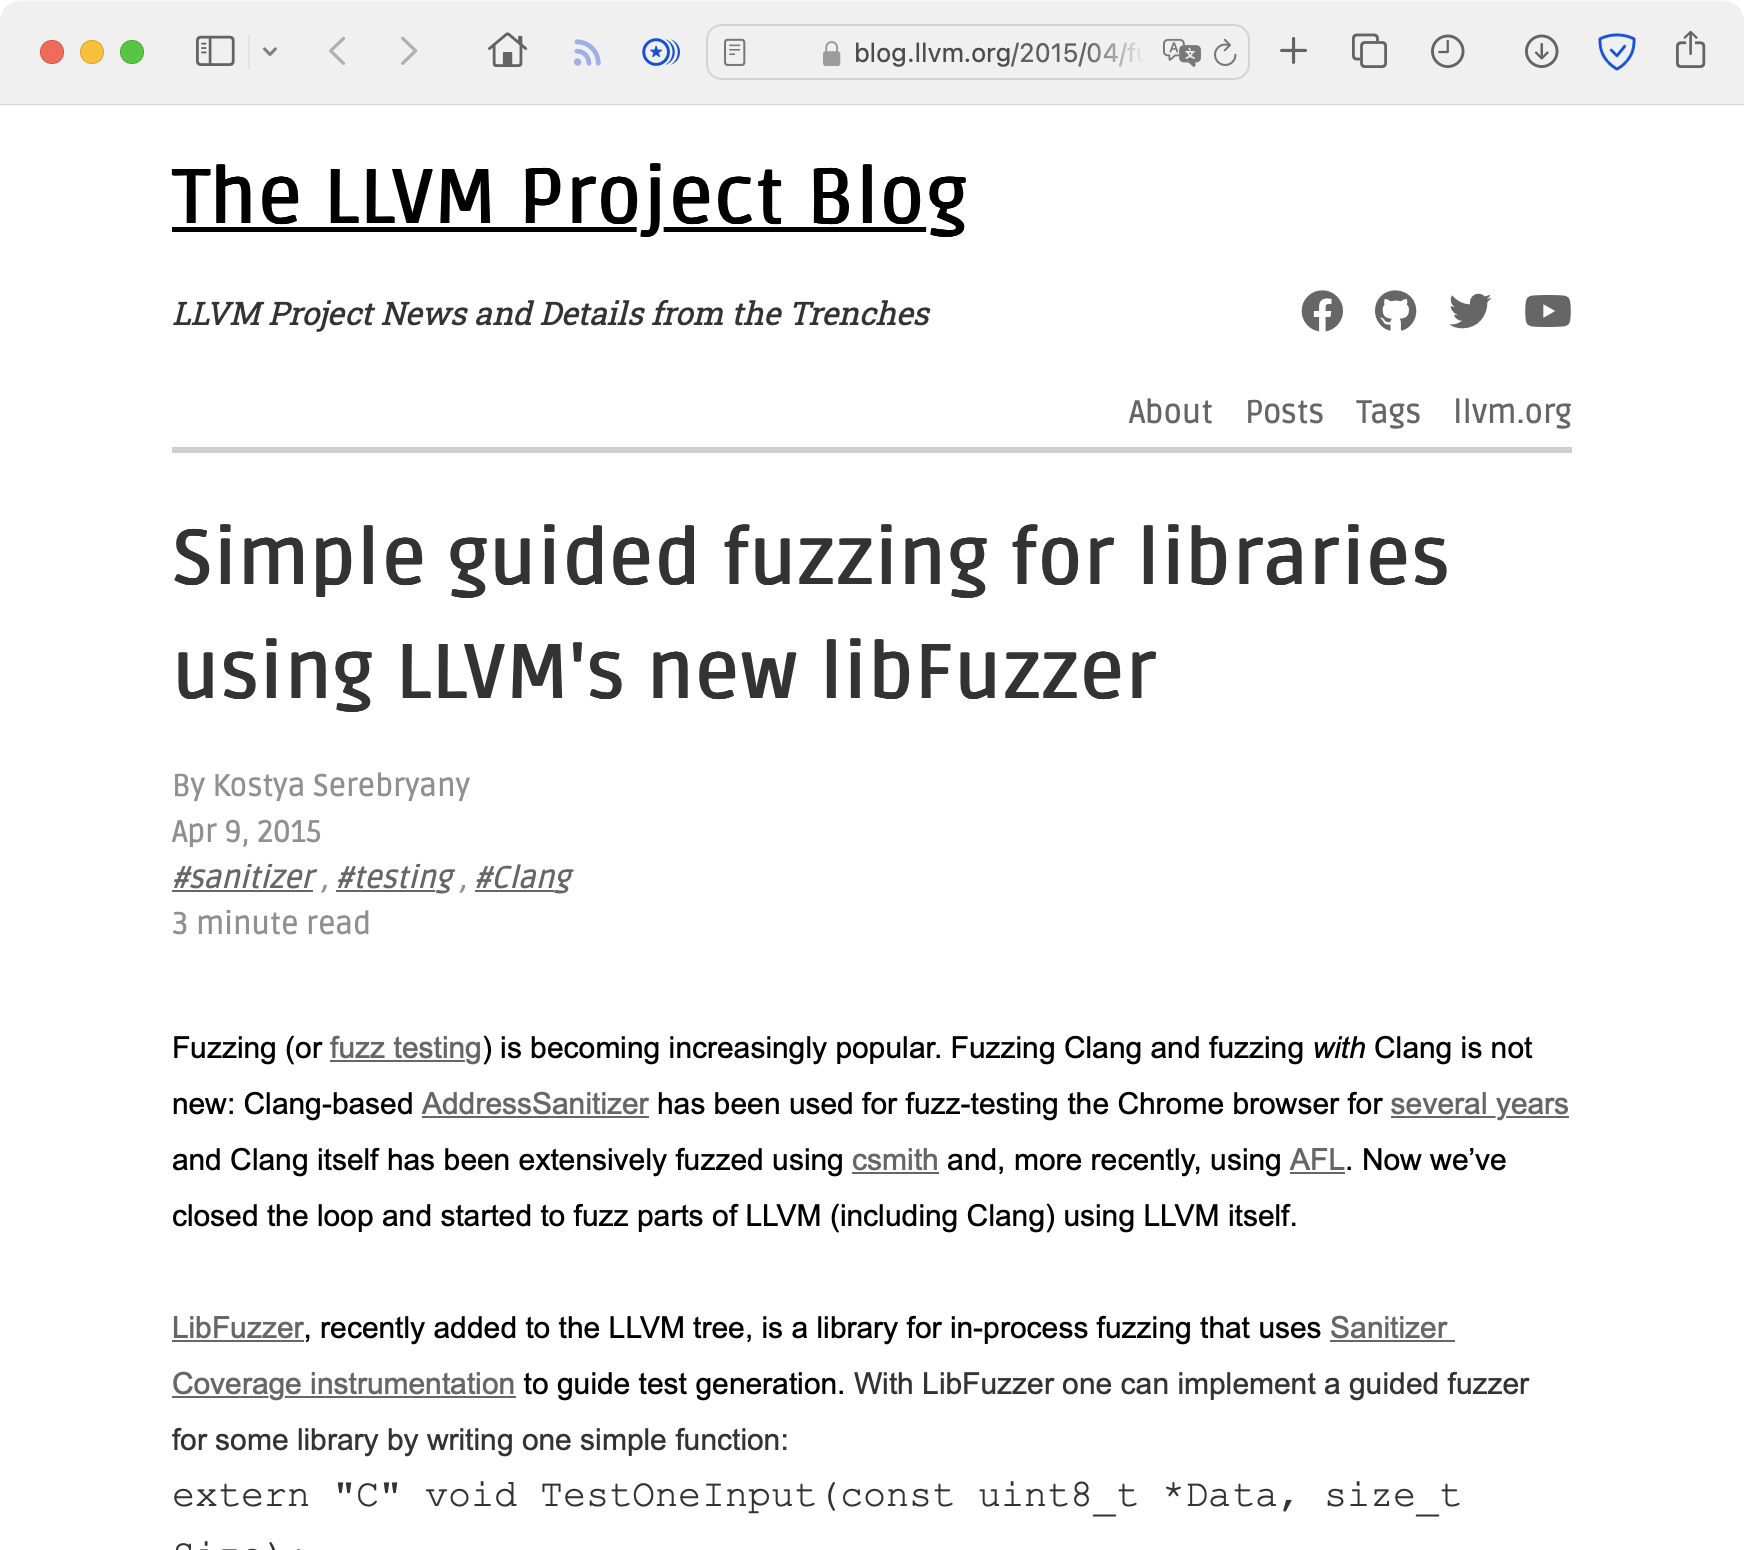 blog.llvm.org/2015/04/fu
The LLVM Project Blog
LLVM Project News and Details from the Trenches
About Posts Tags llvm.org
Simple guided fuzzing for libraries
using LLVM's new libFuzzer
By Kostya Serebryany
Apr 9, 2015
#sanitizer , #testing , #Clang
3 minute read
Fuzzing (or fuzz testing) is becoming increasingly popular. Fuzzing Clang and fuzzing with Clang is not
new: Clang-based AddressSanitizer has been used for fuzz-testing the Chrome browser for several years
and Clang itself has been extensively fuzzed using csmith and, more recently, using AFL. Now we’ve
closed the loop and started to fuzz parts of LLVM (including Clang) using LLVM itself.
LibFuzzer, recently added to the LLVM tree, is a library for in-process fuzzing that uses Sanitizer
Coverage instrumentation to guide test generation. With LibFuzzer one can implement a guided fuzzer
for some library by writing one simple function:
extern "C" void TestOneInput(const uint8_t *Data, size_t
Size);